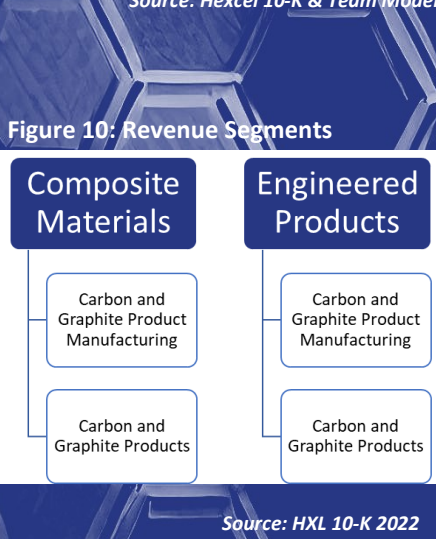 Source: Hexcel 10-K & Team Model
Figure 10: Revenue Segments
Composite
Materials
Engineered
Products
Carbon and
Graphite Product
Manufacturing
Carbon and
Graphite Product
Manufacturing
Carbon and
Graphite Products
Carbon and
Graphite Products
Source: HXL 10-K 2022